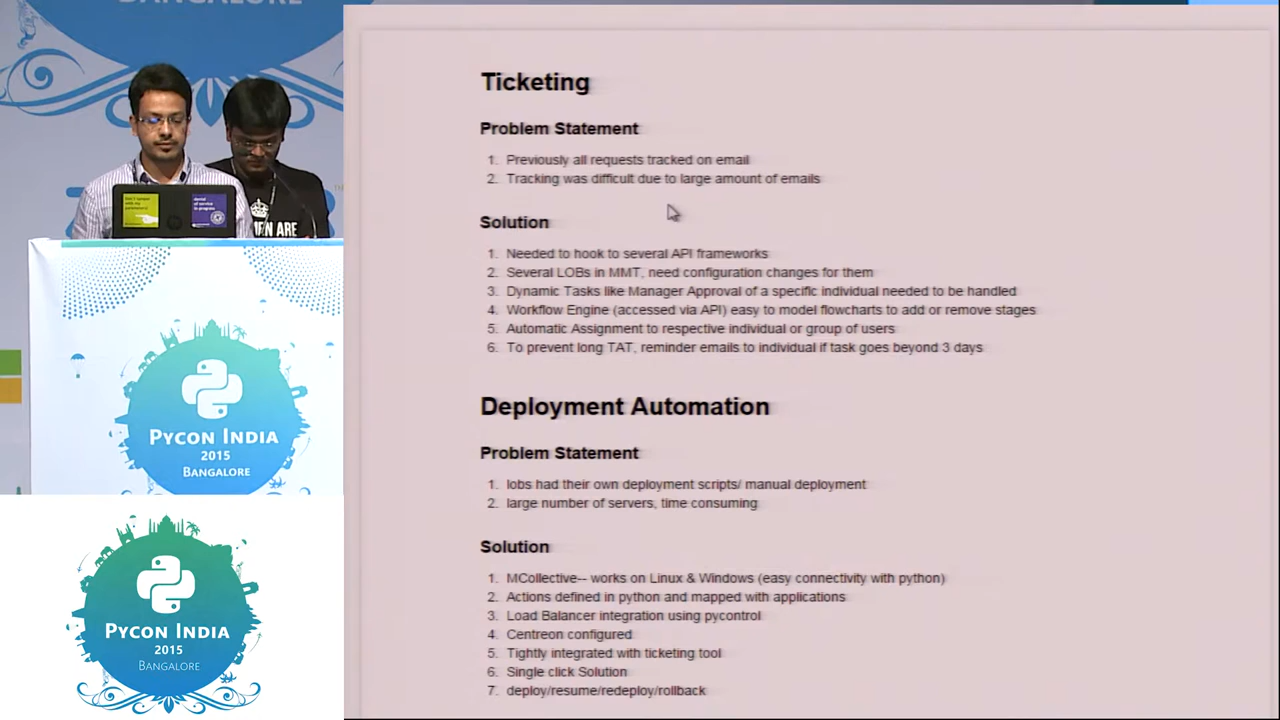 BANGALORE
Ticketing
Problem Statement
1. Previously all requests tracked on email
2. Tracking was difficult due to large amount of emails
Solution
1. Needed to hook to several API frameworks
2. Several LOBs in MMT, need configuration changes for them
3. Dynamic Tasks like Manager Approval of a specific individual needed to be handled
4. Workflow Engine (accessed via API) easy to model flowcharts to add or remove stages
5. Automatic Assignment to respective individual or group of users
6. To prevent long TAT, reminder emails to individual if task goes beyond 3 days
Deployment Automation
Problem Statement
1. lobs had their own deployment scripts/ manual deployment
2. large number of servers, time consuming
Solution
1. MCollective-- works on Linux & Windows (easy connectivity with python)
2. Actions defined in python and mapped with applications
3. Load Balancer integration using pycontrol
4. Centreon configured
5. Tightly integrated with ticketing tool
6. Single click Solution
7. deploy/resume/redeploy/rollback
PYCON INDIA
2015
BANGALORE
PYCON INDIA
2015
BANGALORE